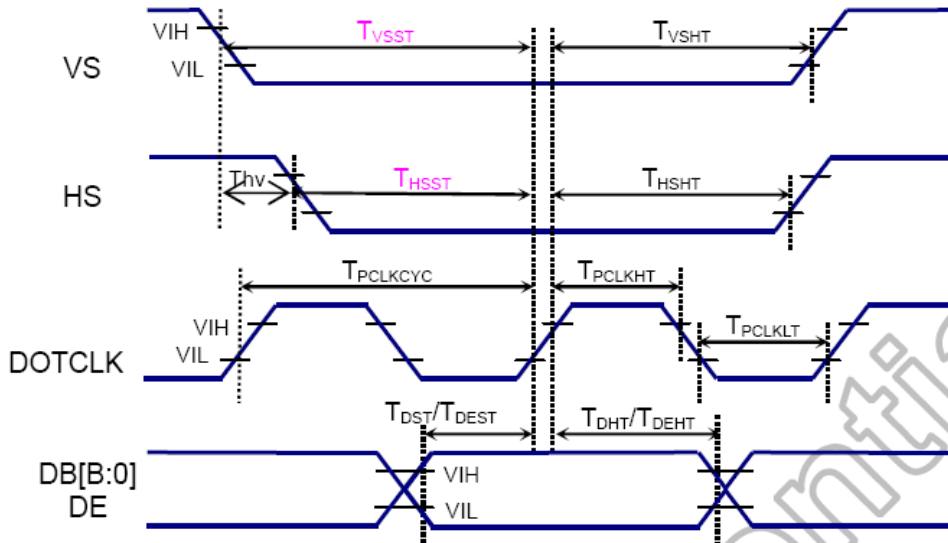 VS
VIH
VIL
TVSST
TVSHT
HS
Thv
THSST
THSHT
DOTCLK
VIH
VIL
TPCLKCYC
TPCLKHT
TPCLKLT
DB[B:0]
DE
TDST/TDEST
TDHT/TDEHT
VIH
VIL